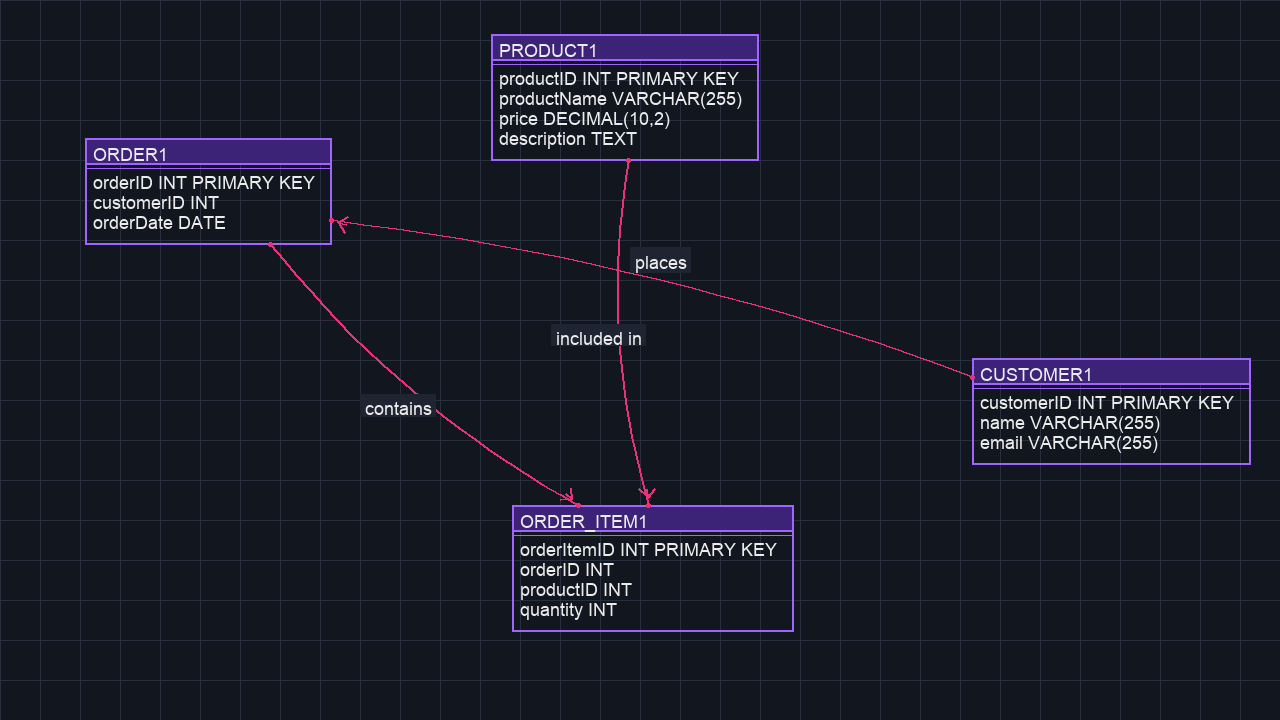 PRODUCT1
productID INT PRIMARY KEY
productName VARCHAR(255)
price DECIMAL(10,2)
description TEXT
ORDER1
orderID INT PRIMARY KEY
customerID INT
orderDate DATE
places
included in
CUSTOMER1
customerID INT PRIMARY KEY
name VARCHAR(255)
email VARCHAR(255)
contains
ORDER_ITEM1
orderItemID INT PRIMARY KEY
orderID INT
productID INT
quantity INT